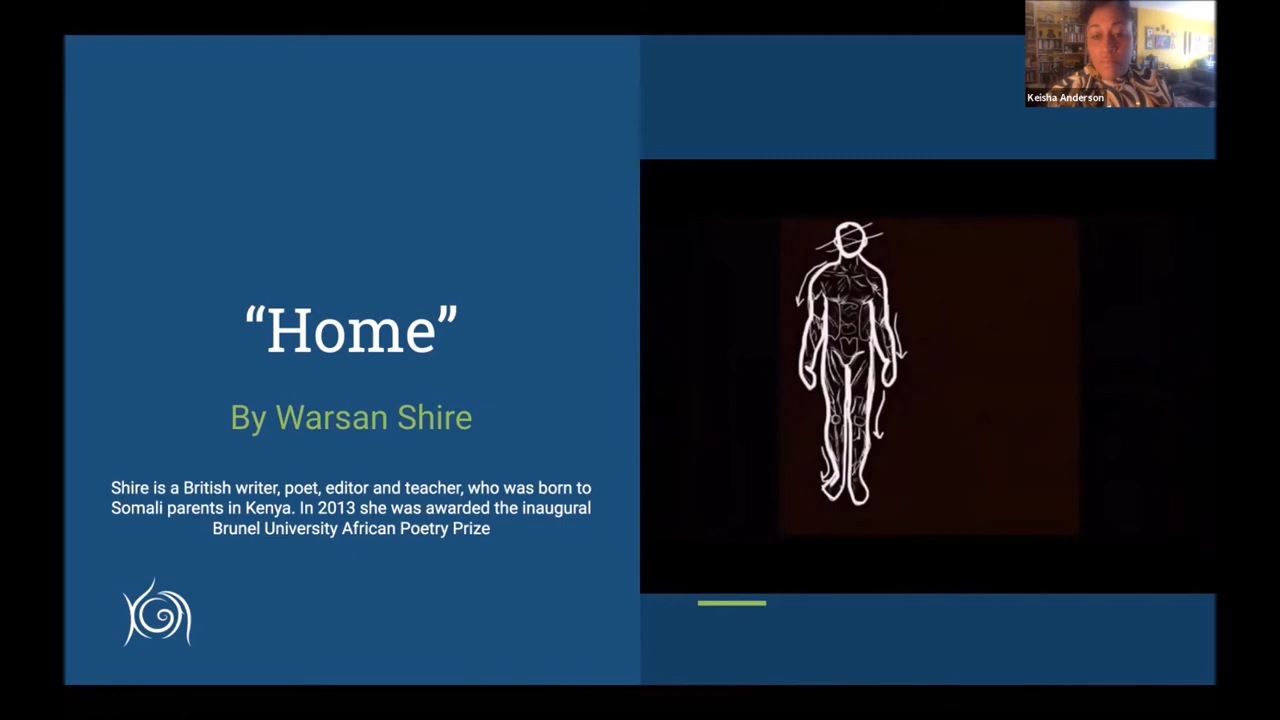 Keisha Anderson
“Home”
By Warsan Shire
Shire is a British writer, poet, editor and teacher, who was born to
Somali parents in Kenya. In 2013 she was awarded the inaugural
Brunel University African Poetry Prize